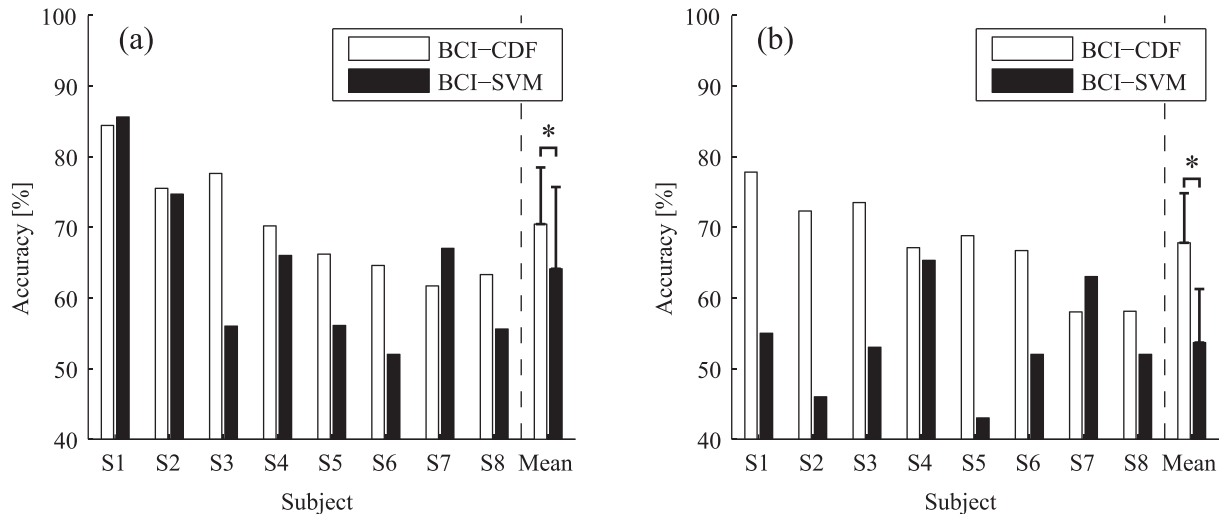 (a)
BCI−CDF
BCI−SVM
100
90
80
70
60
50
40
Accuracy [%]
*
S1 S2 S3 S4 S5 S6 S7 S8 Mean
Subject
(b)
BCI−CDF
BCI−SVM
100
90
80
70
60
50
40
Accuracy [%]
*
S1 S2 S3 S4 S5 S6 S7 S8 Mean
Subject